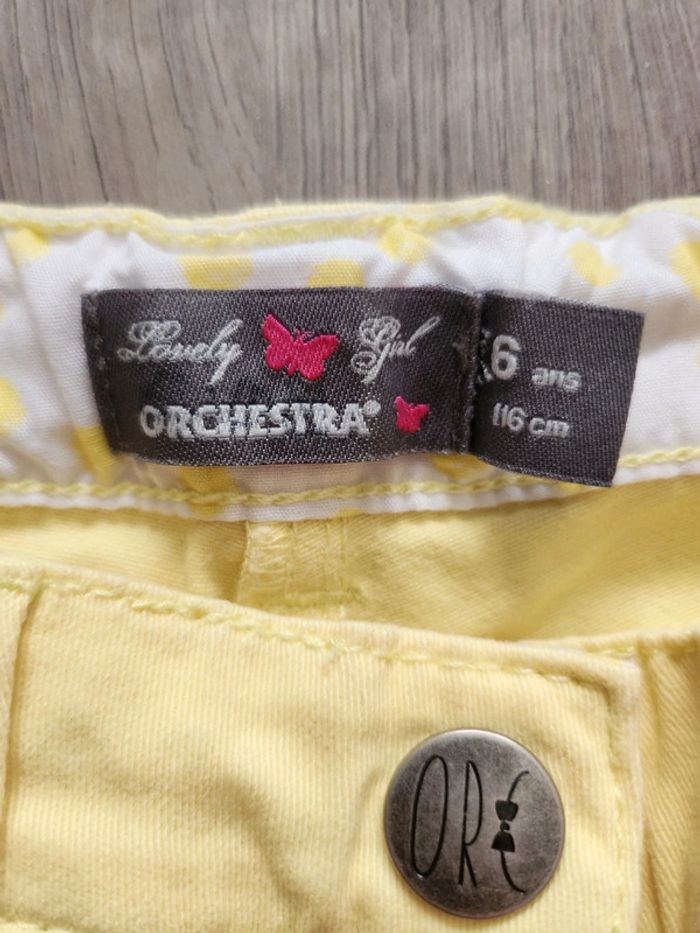 Lovely Girl
ORCHESTRA®
6 ans
116 cm
ORC